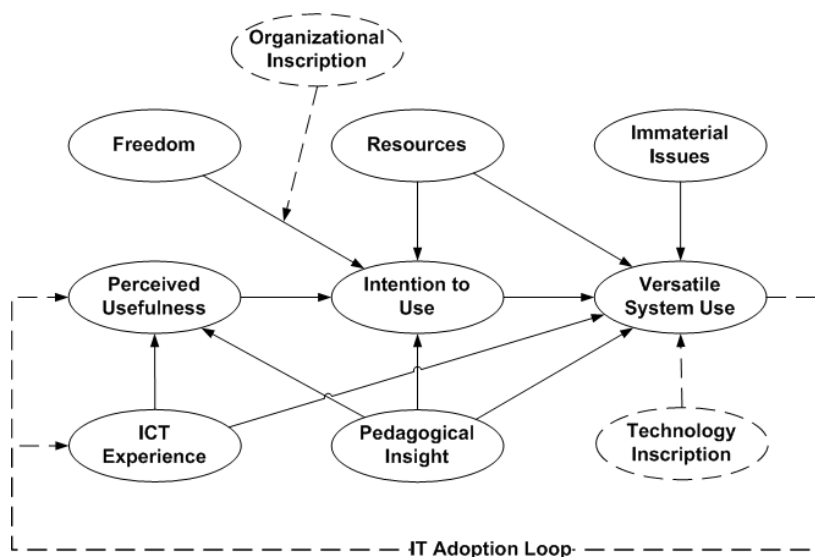 Organizational
Inscription
Freedom
Resources
Immaterial
Issues
Perceived
Usefulness
Intention to
Use
Versatile
System Use
ICT
Experience
Pedagogical
Insight
Technology
Inscription
IT Adoption Loop